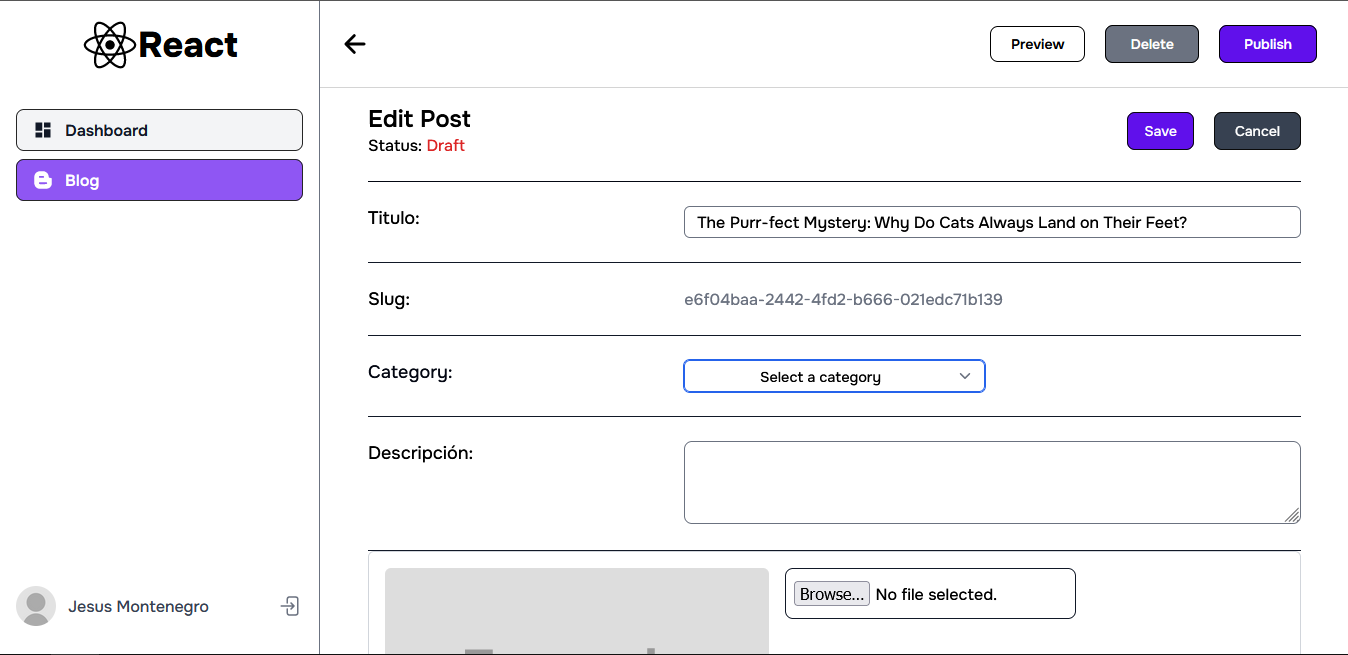 React
Preview
Delete
Publish
Dashboard
Blog
Edit Post
Status: Draft
Save
Cancel
Titulo:
The Purr-fect Mystery: Why Do Cats Always Land on Their Feet?
Slug:
e6f04baa-2442-4fd2-b666-021edc71b139
Category:
Select a category
Descripción:
Browse...
No file selected.
Jesus Montenegro